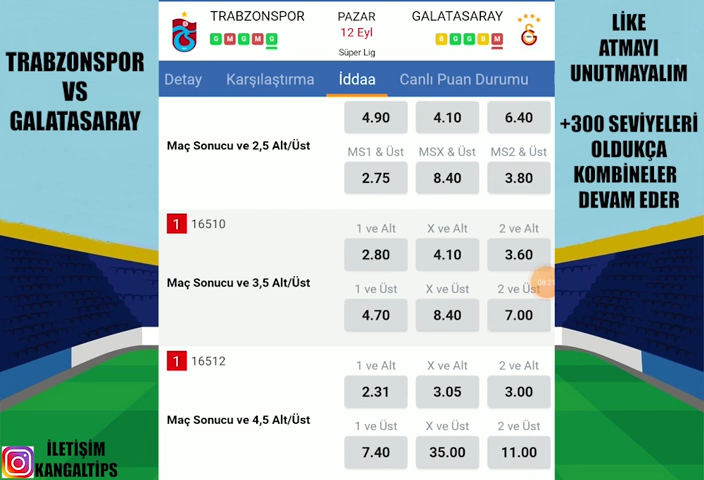 TRABZONSPOR
VS
GALATASARAY
TRABZONSPOR
G M G M G
PAZAR
12 Eyl
Süper Lig
GALATASARAY
B G G B M
Detay Karşılaştırma İddaa Canlı Puan Durumu
4.90 4.10 6.40
Maç Sonucu ve 2,5 Alt/Üst
MS1 & Üst MSX & Üst MS2 & Üst
2.75 8.40 3.80
1 16510
1 ve Alt X ve Alt 2 ve Alt
2.80 4.10 3.60
Maç Sonucu ve 3,5 Alt/Üst
1 ve Üst X ve Üst 2 ve Üst
4.70 8.40 7.00
1 16512
1 ve Alt X ve Alt 2 ve Alt
2.31 3.05 3.00
Maç Sonucu ve 4,5 Alt/Üst
1 ve Üst X ve Üst 2 ve Üst
7.40 35.00 11.00
LİKE
ATMAYI
UNUTMAYALIM
+300 SEVİYELERİ
OLDUKÇA
KOMBİNELER
DEVAM EDER
İLETİŞİM
KANGALTİPS